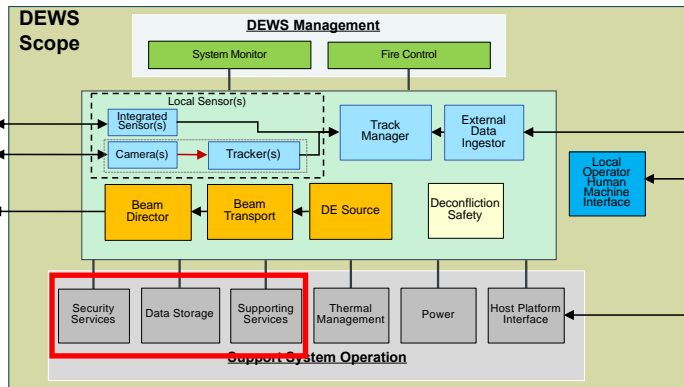 DEWS
Scope
DEWS Management
System Monitor
Fire Control
Local Sensor(s)
Integrated
Sensor(s)
Camera(s)
Tracker(s)
Track
Manager
External
Data
Ingestor
Local
Operator
Human
Machine
Interface
Beam
Director
Beam
Transport
DE Source
Deconfliction
Safety
Security
Services
Data Storage
Supporting
Services
Thermal
Management
Power
Host Platform
Interface
Support System Operation